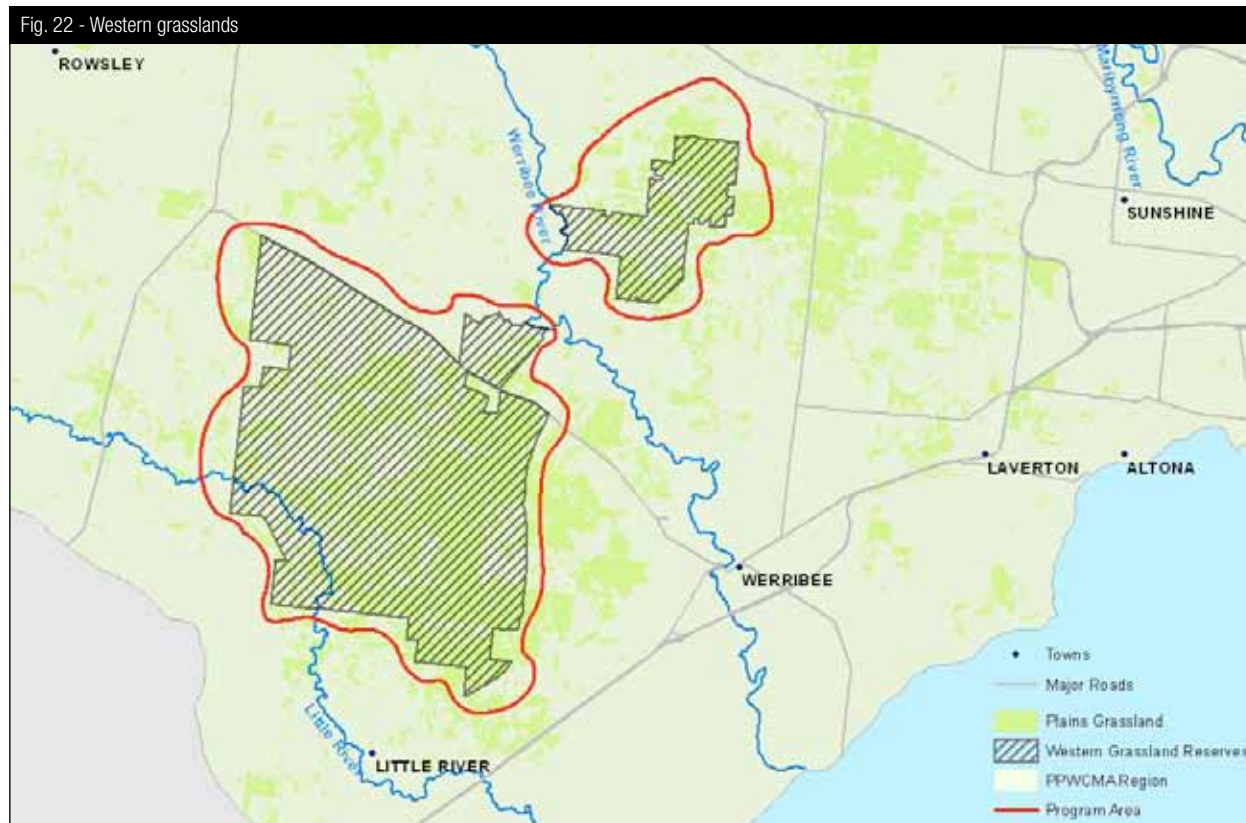 Fig. 22 - Western grasslands
ROWSLEY
Maribyrnong River
Werribee River
SUNSHINE
LAVERTON
ALTONA
WERRIBEE
Little River
LITTLE RIVER
Towns
Major Roads
Plains Grassland
Western Grassland Reserves
PPWCMA Region
Program Area